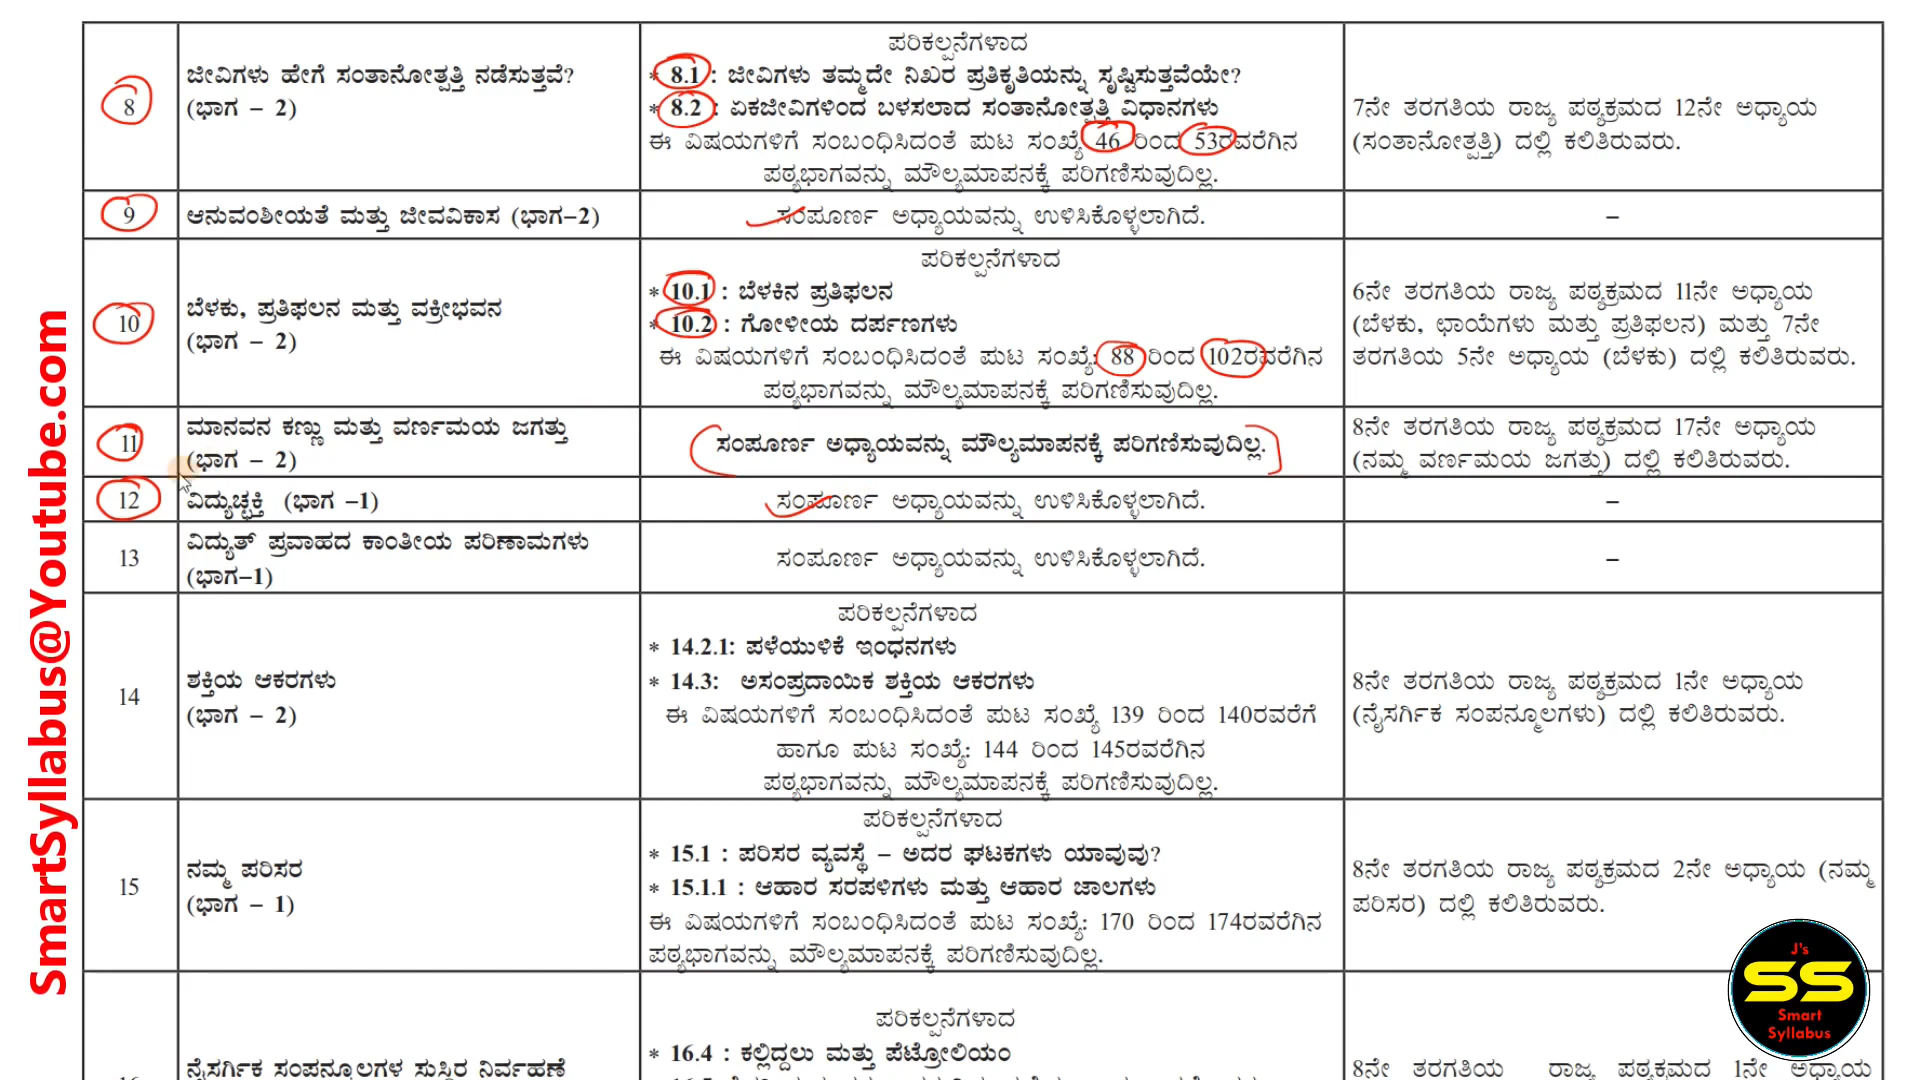 ಪರಿಕಲ್ಪನೆಗಳಾದ
8
ಜೀವಿಗಳು ಹೇಗೆ ಸಂತಾನೋತ್ಪತ್ತಿ ನಡೆಸುತ್ತವೆ?
(ಭಾಗ – 2)
* 8.1 : ಜೀವಿಗಳು ತಮ್ಮದೇ ನಿಖರ ಪ್ರತಿಕೃತಿಯನ್ನು ಸೃಷ್ಟಿಸುತ್ತವೆಯೇ?
* 8.2 : ಏಕಜೀವಿಗಳಿಂದ ಬಳಸಲಾದ ಸಂತಾನೋತ್ಪತ್ತಿ ವಿಧಾನಗಳು
ಈ ವಿಷಯಗಳಿಗೆ ಸಂಬಂಧಿಸಿದಂತೆ ಪುಟ ಸಂಖ್ಯೆ 46 ರಿಂದ 53ರವರೆಗಿನ
ಪಠ್ಯಭಾಗವನ್ನು ಮೌಲ್ಯಮಾಪನಕ್ಕೆ ಪರಿಗಣಿಸುವುದಿಲ್ಲ.
7ನೇ ತರಗತಿಯ ರಾಜ್ಯ ಪಠ್ಯಕ್ರಮದ 12ನೇ ಅಧ್ಯಾಯ
(ಸಂತಾನೋತ್ಪತ್ತಿ) ದಲ್ಲಿ ಕಲಿತಿರುವರು.
9
ಆನುವಂಶೀಯತೆ ಮತ್ತು ಜೀವವಿಕಾಸ (ಭಾಗ–2)
ಸಂಪೂರ್ಣ ಅಧ್ಯಾಯವನ್ನು ಉಳಿಸಿಕೊಳ್ಳಲಾಗಿದೆ.
–
10
ಬೆಳಕು, ಪ್ರತಿಫಲನ ಮತ್ತು ವಕ್ರೀಭವನ
(ಭಾಗ – 2)
ಪರಿಕಲ್ಪನೆಗಳಾದ
* 10.1 : ಬೆಳಕಿನ ಪ್ರತಿಫಲನ
* 10.2 : ಗೋಳೀಯ ದರ್ಪಣಗಳು
ಈ ವಿಷಯಗಳಿಗೆ ಸಂಬಂಧಿಸಿದಂತೆ ಪುಟ ಸಂಖ್ಯೆ: 88 ರಿಂದ 102ರವರೆಗಿನ
ಪಠ್ಯಭಾಗವನ್ನು ಮೌಲ್ಯಮಾಪನಕ್ಕೆ ಪರಿಗಣಿಸುವುದಿಲ್ಲ.
6ನೇ ತರಗತಿಯ ರಾಜ್ಯ ಪಠ್ಯಕ್ರಮದ 11ನೇ ಅಧ್ಯಾಯ
(ಬೆಳಕು, ಛಾಯೆಗಳು ಮತ್ತು ಪ್ರತಿಫಲನ) ಮತ್ತು 7ನೇ
ತರಗತಿಯ 5ನೇ ಅಧ್ಯಾಯ (ಬೆಳಕು) ದಲ್ಲಿ ಕಲಿತಿರುವರು.
11
ಮಾನವನ ಕಣ್ಣು ಮತ್ತು ವರ್ಣಮಯ ಜಗತ್ತು
(ಭಾಗ – 2)
ಸಂಪೂರ್ಣ ಅಧ್ಯಾಯವನ್ನು ಮೌಲ್ಯಮಾಪನಕ್ಕೆ ಪರಿಗಣಿಸುವುದಿಲ್ಲ.
8ನೇ ತರಗತಿಯ ರಾಜ್ಯ ಪಠ್ಯಕ್ರಮದ 17ನೇ ಅಧ್ಯಾಯ
(ನಮ್ಮ ವರ್ಣಮಯ ಜಗತ್ತು) ದಲ್ಲಿ ಕಲಿತಿರುವರು.
12
ವಿದ್ಯುಚ್ಛಕ್ತಿ (ಭಾಗ –1)
ಸಂಪೂರ್ಣ ಅಧ್ಯಾಯವನ್ನು ಉಳಿಸಿಕೊಳ್ಳಲಾಗಿದೆ.
–
13
ವಿದ್ಯುತ್ ಪ್ರವಾಹದ ಕಾಂತೀಯ ಪರಿಣಾಮಗಳು
(ಭಾಗ–1)
ಸಂಪೂರ್ಣ ಅಧ್ಯಾಯವನ್ನು ಉಳಿಸಿಕೊಳ್ಳಲಾಗಿದೆ.
–
14
ಶಕ್ತಿಯ ಆಕರಗಳು
(ಭಾಗ – 2)
ಪರಿಕಲ್ಪನೆಗಳಾದ
* 14.2.1: ಪಳೆಯುಳಿಕೆ ಇಂಧನಗಳು
* 14.3: ಅಸಂಪ್ರದಾಯಿಕ ಶಕ್ತಿಯ ಆಕರಗಳು
ಈ ವಿಷಯಗಳಿಗೆ ಸಂಬಂಧಿಸಿದಂತೆ ಪುಟ ಸಂಖ್ಯೆ 139 ರಿಂದ 140ರವರೆಗೆ
ಹಾಗೂ ಪುಟ ಸಂಖ್ಯೆ: 144 ರಿಂದ 145ರವರೆಗಿನ
ಪಠ್ಯಭಾಗವನ್ನು ಮೌಲ್ಯಮಾಪನಕ್ಕೆ ಪರಿಗಣಿಸುವುದಿಲ್ಲ.
8ನೇ ತರಗತಿಯ ರಾಜ್ಯ ಪಠ್ಯಕ್ರಮದ 1ನೇ ಅಧ್ಯಾಯ
(ನೈಸರ್ಗಿಕ ಸಂಪನ್ಮೂಲಗಳು) ದಲ್ಲಿ ಕಲಿತಿರುವರು.
15
ನಮ್ಮ ಪರಿಸರ
(ಭಾಗ – 1)
ಪರಿಕಲ್ಪನೆಗಳಾದ
* 15.1 : ಪರಿಸರ ವ್ಯವಸ್ಥೆ – ಅದರ ಘಟಕಗಳು ಯಾವುವು?
* 15.1.1 : ಆಹಾರ ಸರಪಳಿಗಳು ಮತ್ತು ಆಹಾರ ಜಾಲಗಳು
ಈ ವಿಷಯಗಳಿಗೆ ಸಂಬಂಧಿಸಿದಂತೆ ಪುಟ ಸಂಖ್ಯೆ: 170 ರಿಂದ 174ರವರೆಗಿನ
ಪಠ್ಯಭಾಗವನ್ನು ಮೌಲ್ಯಮಾಪನಕ್ಕೆ ಪರಿಗಣಿಸುವುದಿಲ್ಲ.
8ನೇ ತರಗತಿಯ ರಾಜ್ಯ ಪಠ್ಯಕ್ರಮದ 2ನೇ ಅಧ್ಯಾಯ (ನಮ್ಮ
ಪರಿಸರ) ದಲ್ಲಿ ಕಲಿತಿರುವರು.
ನೈಸರ್ಗಿಕ ಸಂಪನ್ಮೂಲಗಳ ಸುಸ್ಥಿರ ನಿರ್ವಹಣೆ
ಪರಿಕಲ್ಪನೆಗಳಾದ
* 16.4 : ಕಲ್ಲಿದ್ದಲು ಮತ್ತು ಪೆಟ್ರೋಲಿಯಂ
8ನೇ ತರಗತಿಯ ರಾಜ್ಯ ಪಠ್ಯಕ್ರಮದ 1ನೇ ಅಧ್ಯಾಯ
SmartSyllabus@Youtube.com
J's
SS
Smart
Syllabus